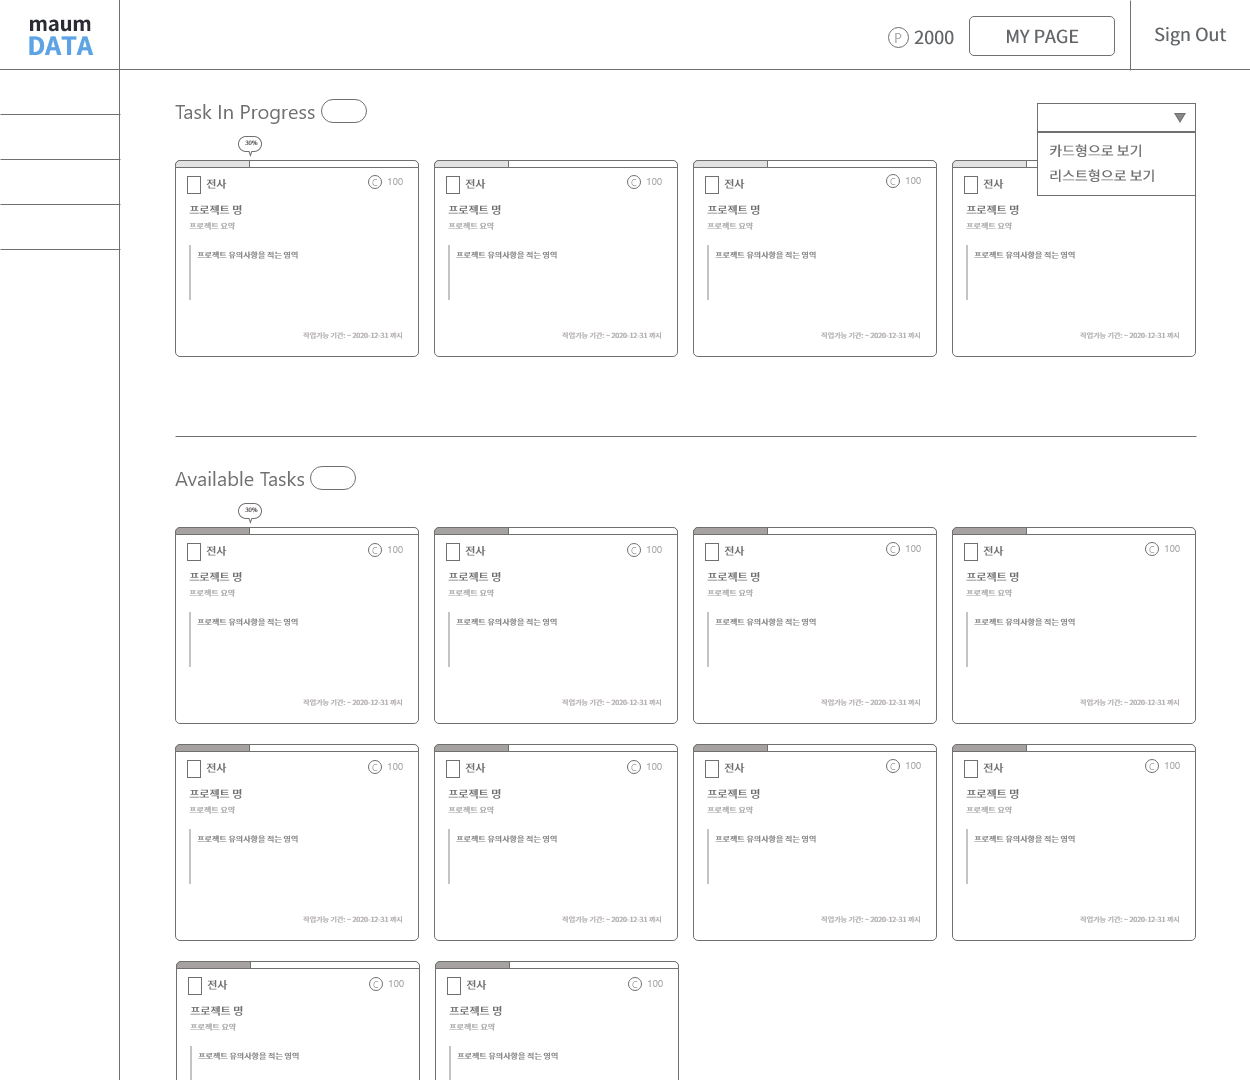 maum
DATA
P 2000
MY PAGE
Sign Out
Task In Progress
카드형으로 보기
리스트형으로 보기
30%
전사
C 100
프로젝트 명
프로젝트 요약
프로젝트 유의사항을 적는 영역
작업가능 기간: ~ 2020-12-31 까시
전사
C 100
프로젝트 명
프로젝트 요약
프로젝트 유의사항을 적는 영역
작업가능 기간: ~ 2020-12-31 까시
전사
C 100
프로젝트 명
프로젝트 요약
프로젝트 유의사항을 적는 영역
작업가능 기간: ~ 2020-12-31 까시
전사
프로젝트 명
프로젝트 요약
프로젝트 유의사항을 적는 영역
작업가능 기간: ~ 2020-12-31 까시
Available Tasks
30%
전사
C 100
프로젝트 명
프로젝트 요약
프로젝트 유의사항을 적는 영역
작업가능 기간: ~ 2020-12-31 까시
전사
C 100
프로젝트 명
프로젝트 요약
프로젝트 유의사항을 적는 영역
작업가능 기간: ~ 2020-12-31 까시
전사
C 100
프로젝트 명
프로젝트 요약
프로젝트 유의사항을 적는 영역
작업가능 기간: ~ 2020-12-31 까시
전사
C 100
프로젝트 명
프로젝트 요약
프로젝트 유의사항을 적는 영역
작업가능 기간: ~ 2020-12-31 까시
전사
C 100
프로젝트 명
프로젝트 요약
프로젝트 유의사항을 적는 영역
작업가능 기간: ~ 2020-12-31 까시
전사
C 100
프로젝트 명
프로젝트 요약
프로젝트 유의사항을 적는 영역
작업가능 기간: ~ 2020-12-31 까시
전사
C 100
프로젝트 명
프로젝트 요약
프로젝트 유의사항을 적는 영역
작업가능 기간: ~ 2020-12-31 까시
전사
C 100
프로젝트 명
프로젝트 요약
프로젝트 유의사항을 적는 영역
작업가능 기간: ~ 2020-12-31 까시
전사
C 100
프로젝트 명
프로젝트 요약
프로젝트 유의사항을 적는 영역
전사
C 100
프로젝트 명
프로젝트 요약
프로젝트 유의사항을 적는 영역